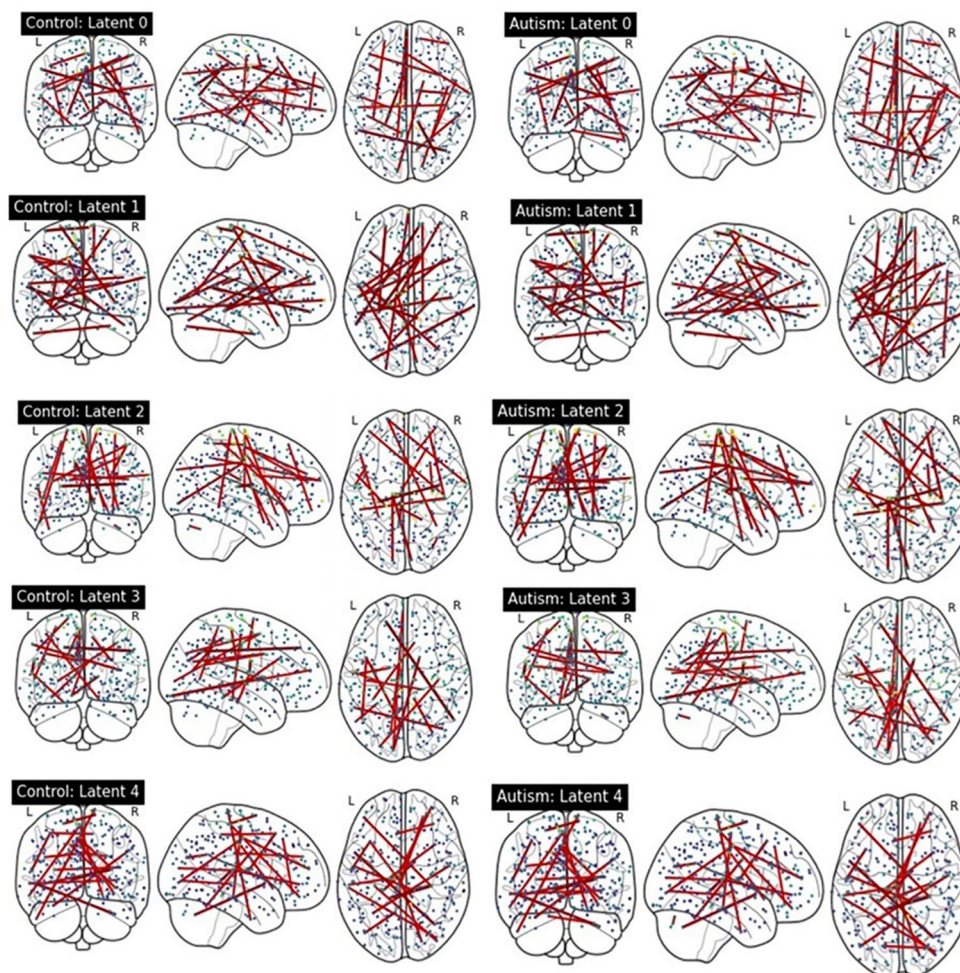 Control: Latent 0
L R L R
Autism: Latent 0
L R L R
Control: Latent 1
L R L R
Autism: Latent 1
L R L R
Control: Latent 2
L R L R
Autism: Latent 2
L R L R
Control: Latent 3
L R L R
Autism: Latent 3
L R L R
Control: Latent 4
L R L R
Autism: Latent 4
L R L R